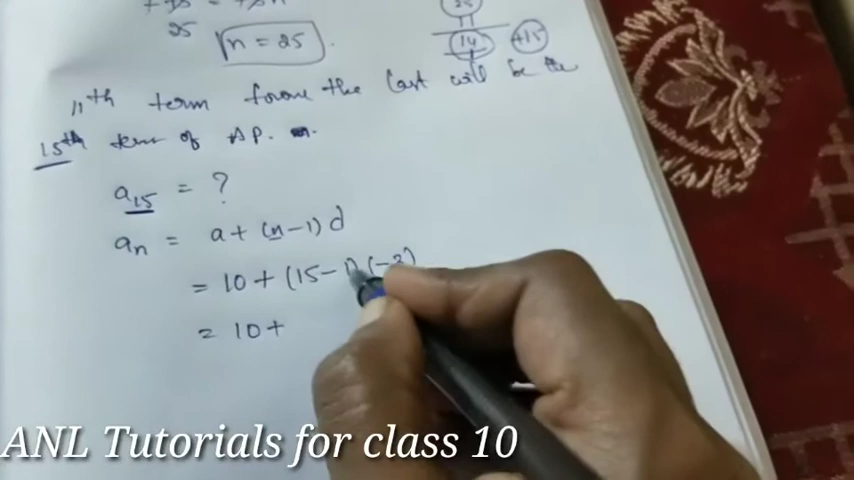 25
n = 25
14 +15
11th term from the last will be the
15th term of AP.
a15 = ?
an = a + (n-1) d
= 10 + (15 - 1) (-3)
= 10 +
ANL Tutorials for class 10